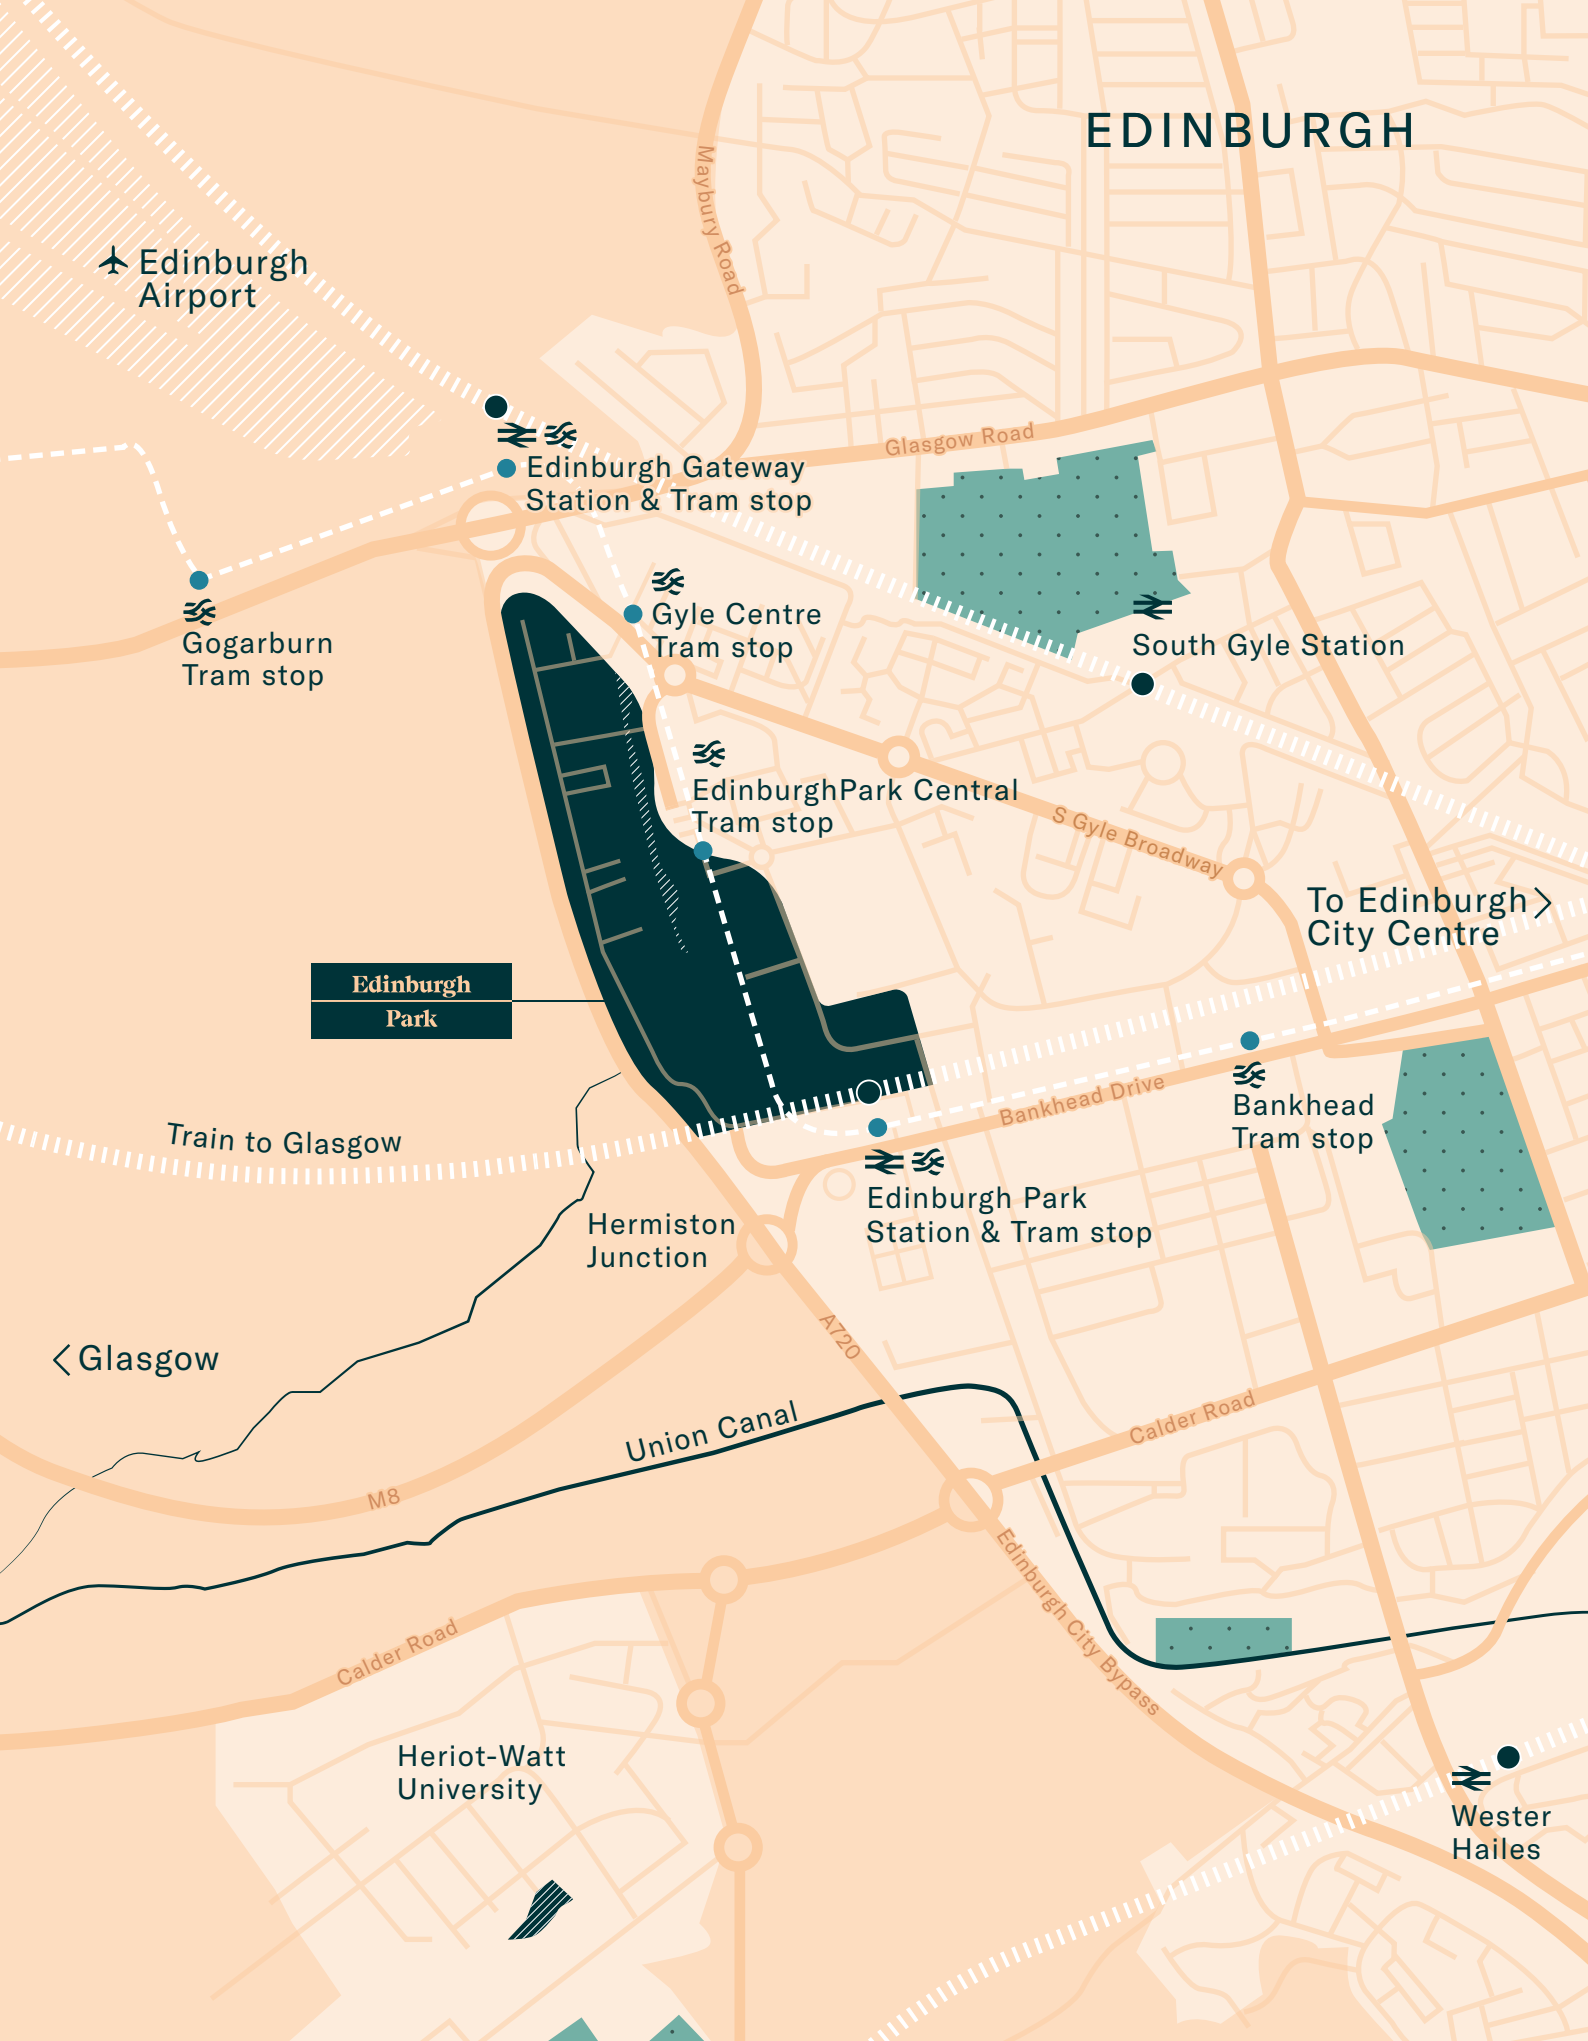 EDINBURGH
Maybury Road
Edinburgh
Airport
Glasgow Road
Edinburgh Gateway
Station & Tram stop
Gyle Centre
Tram stop
Gogarburn
Tram stop
South Gyle Station
EdinburghPark Central
Tram stop
S Gyle Broadway
To Edinburgh
City Centre
Edinburgh
Park
Bankhead Drive
Bankhead
Tram stop
Train to Glasgow
Edinburgh Park
Station & Tram stop
Hermiston
Junction
A720
Glasgow
Union Canal
Calder Road
M8
Edinburgh City Bypass
Calder Road
Heriot-Watt
University
Wester
Hailes